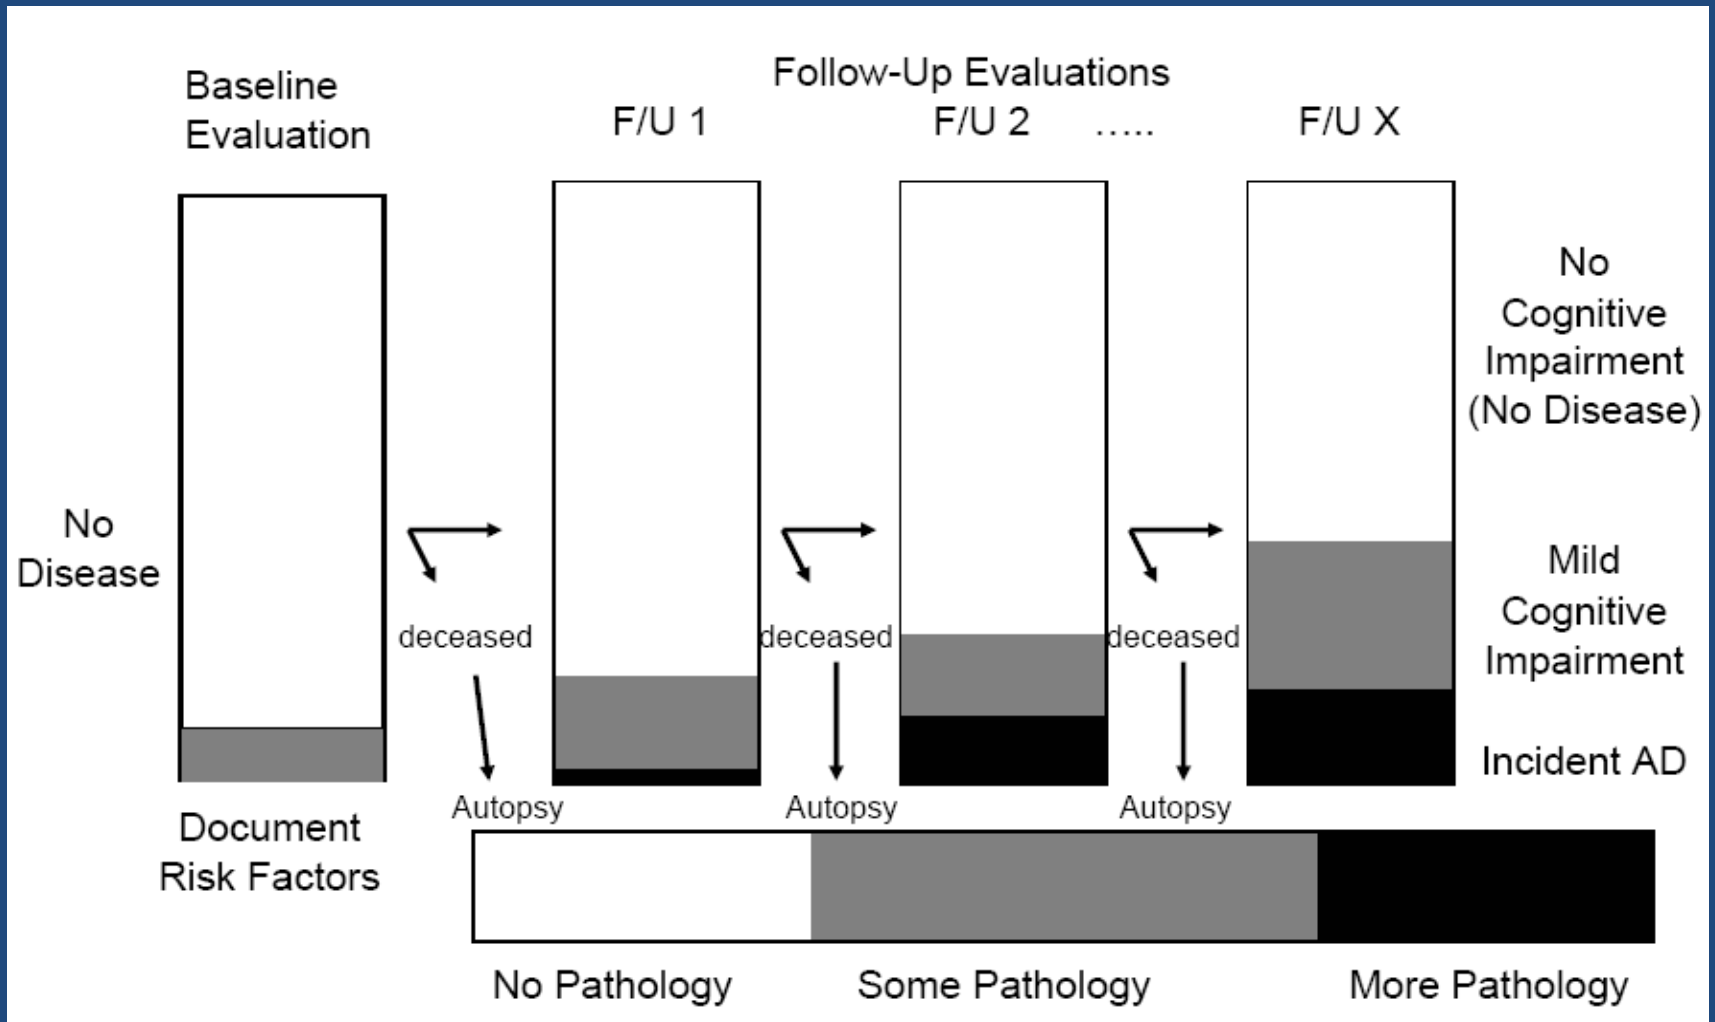 Baseline
Evaluation
Follow-Up Evaluations
F/U 1
F/U 2
.....
F/U X
No
Cognitive
Impairment
(No Disease)
No
Disease
Mild
Cognitive
Impairment
deceased
deceased
deceased
Incident AD
Autopsy
Autopsy
Autopsy
Document
Risk Factors
No Pathology
Some Pathology
More Pathology